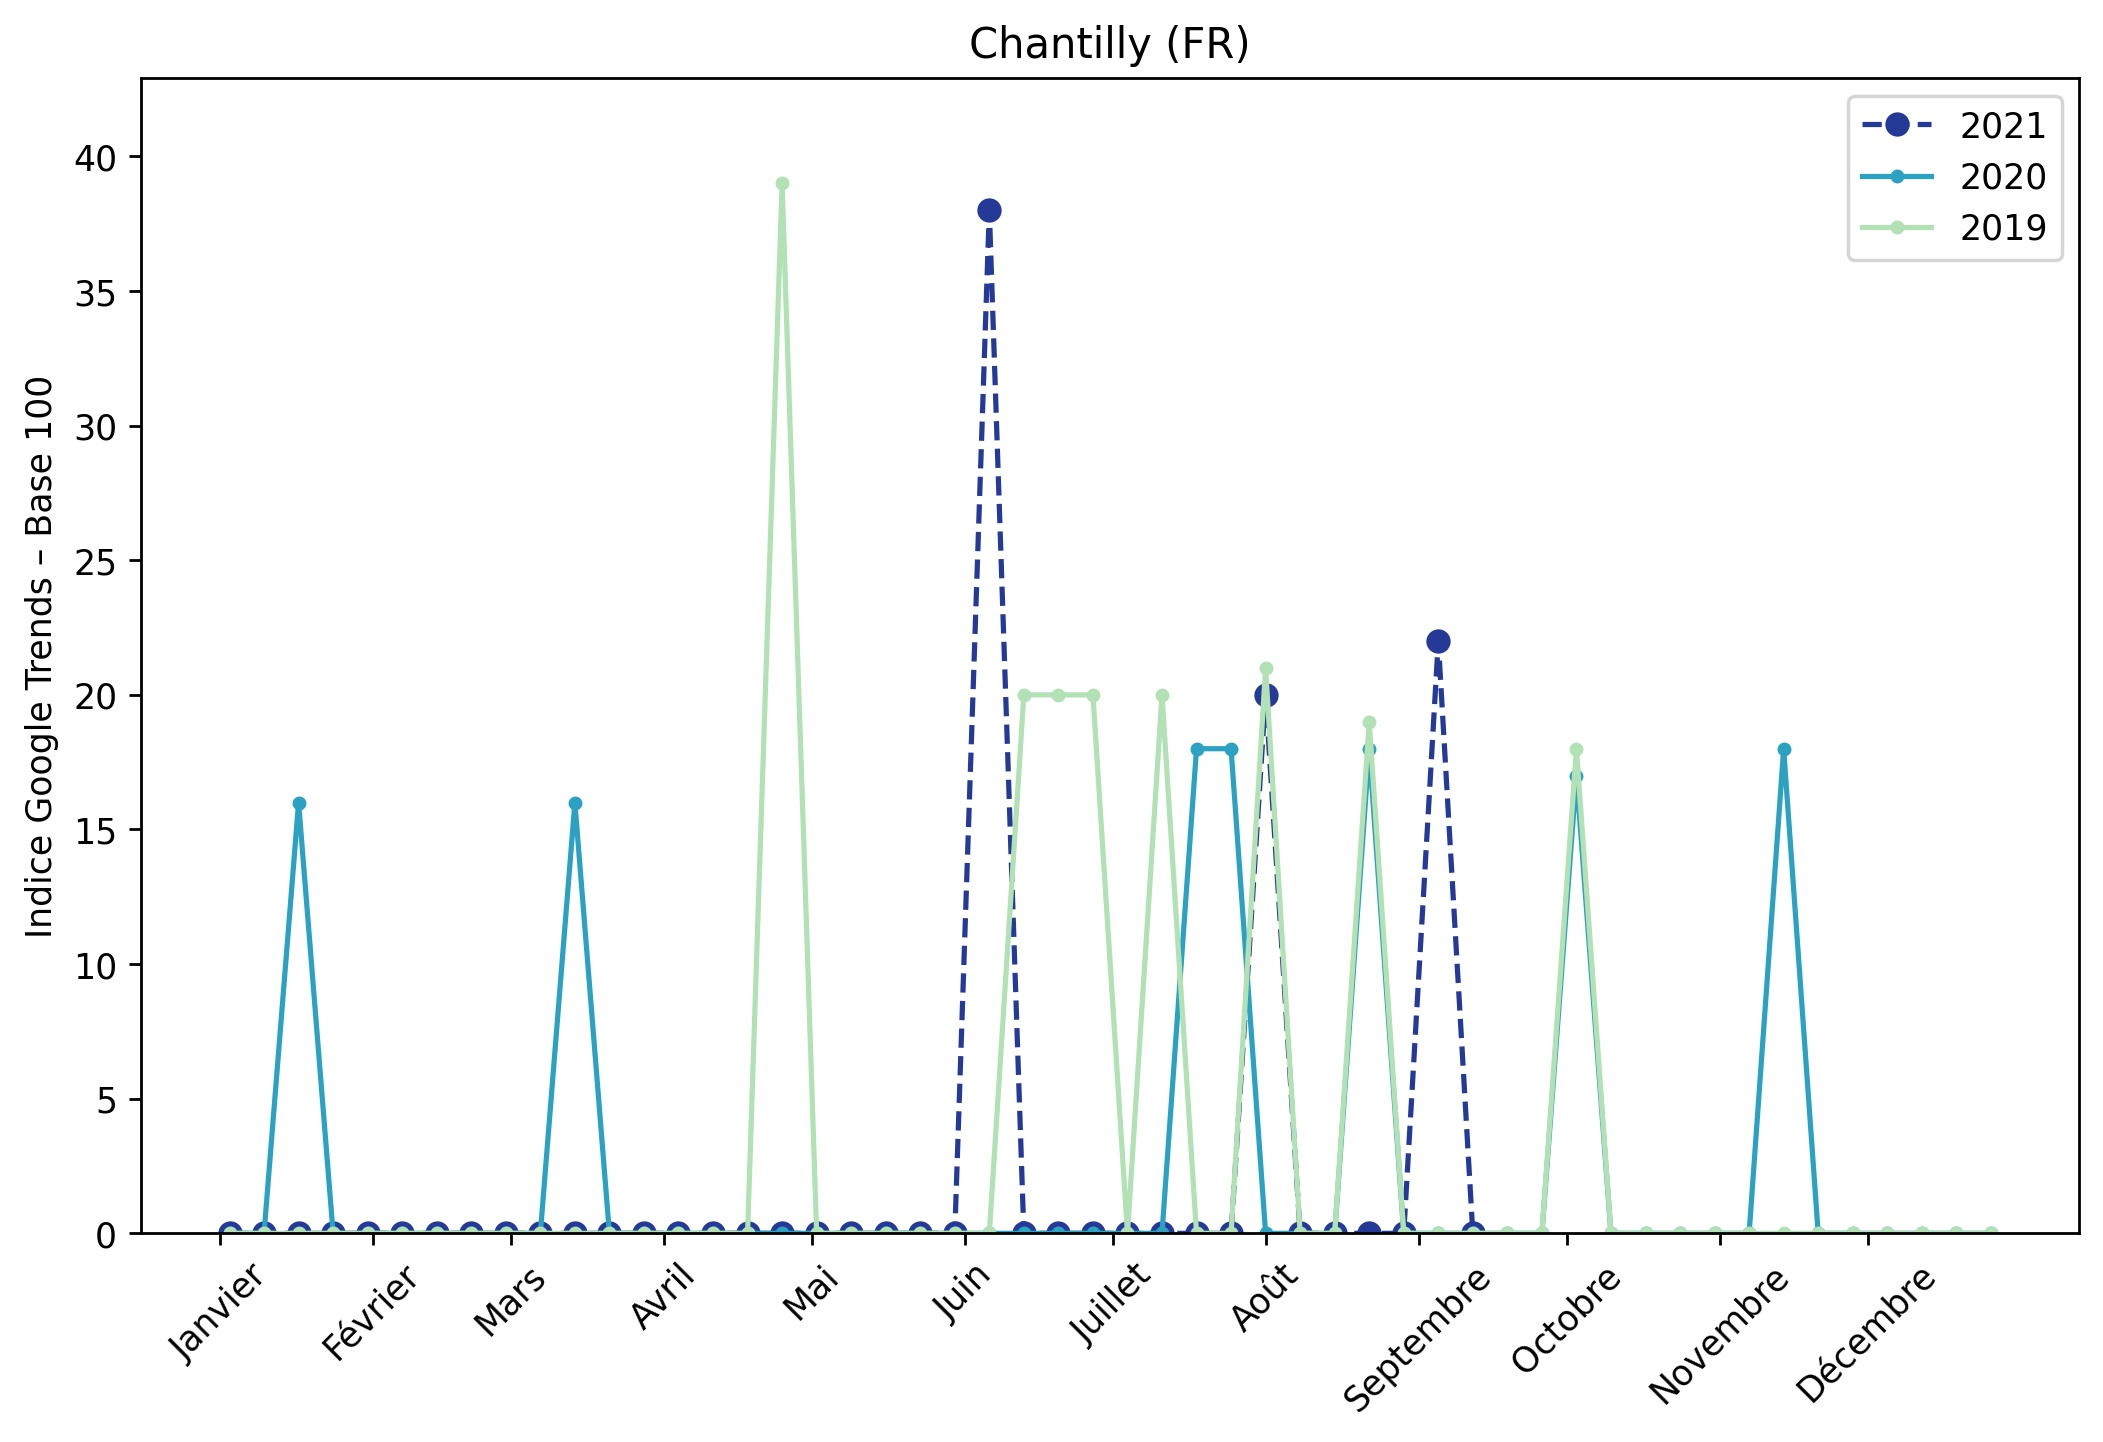 Chantilly (FR)
Indice Google Trends – Base 100
40
35
30
25
20
15
10
5
0
2021
2020
2019
Janvier
Février
Mars
Avril
Mai
Juin
Juillet
Août
Septembre
Octobre
Novembre
Décembre